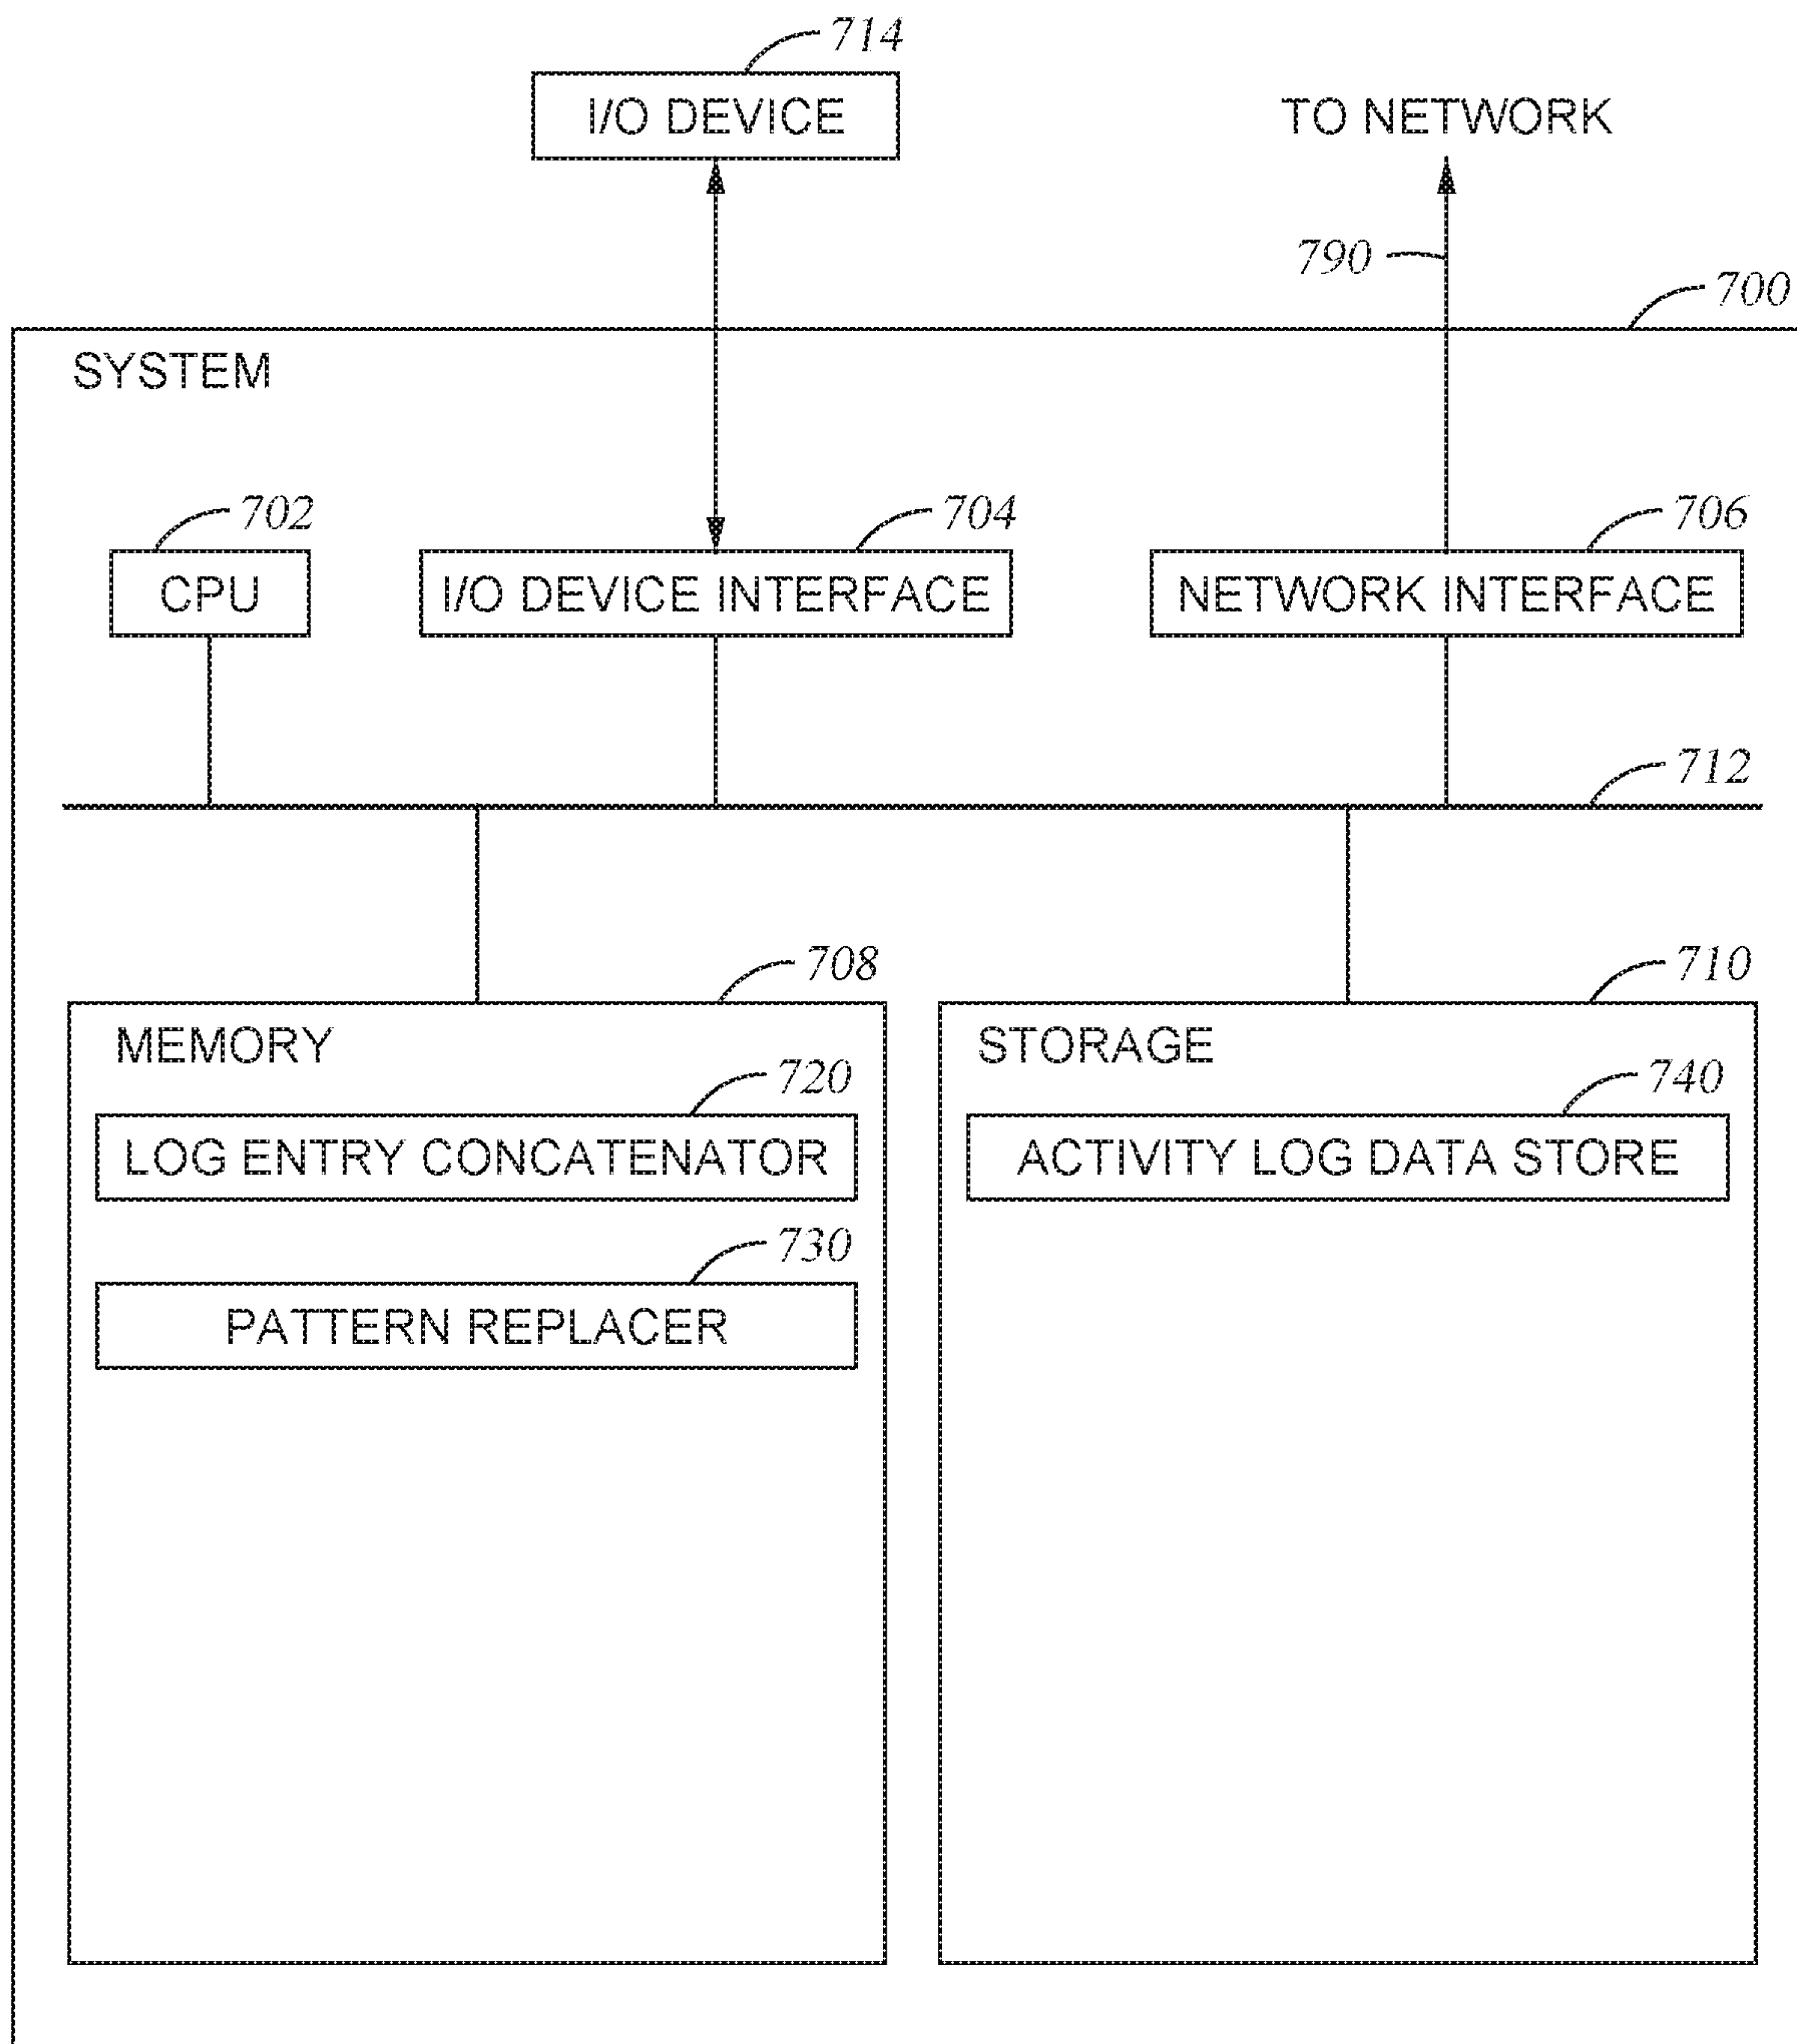 714
I/O DEVICE
TO NETWORK
790
700
SYSTEM
702
704
706
CPU
I/O DEVICE INTERFACE
NETWORK INTERFACE
712
708
710
MEMORY
STORAGE
720
740
LOG ENTRY CONCATENATOR
ACTIVITY LOG DATA STORE
730
PATTERN REPLACER